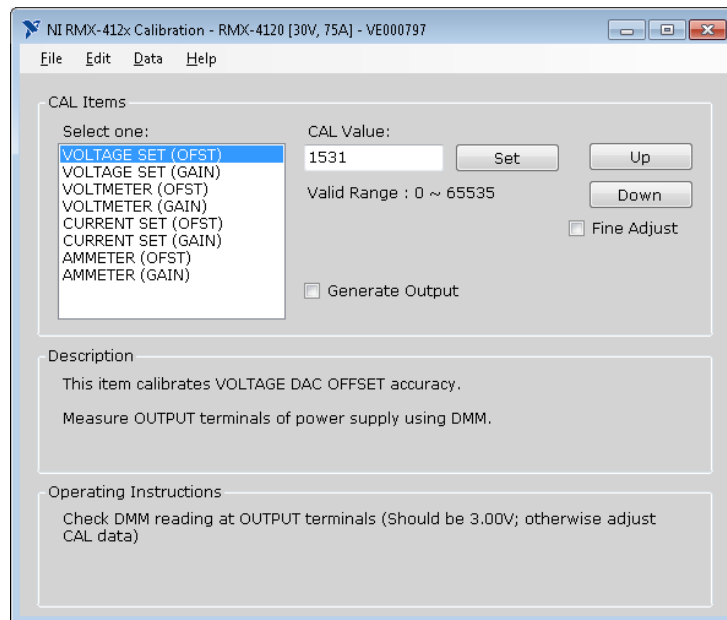 NI RMX-412x Calibration - RMX-4120 [30V, 75A] - VE000797
File Edit Data Help
CAL Items
Select one:
VOLTAGE SET (OFST)
VOLTAGE SET (GAIN)
VOLTMETER (OFST)
VOLTMETER (GAIN)
CURRENT SET (OFST)
CURRENT SET (GAIN)
AMMETER (OFST)
AMMETER (GAIN)
CAL Value:
1531
Set
Up
Valid Range : 0 ~ 65535
Down
Fine Adjust
Generate Output
Description
This item calibrates VOLTAGE DAC OFFSET accuracy.
Measure OUTPUT terminals of power supply using DMM.
Operating Instructions
Check DMM reading at OUTPUT terminals (Should be 3.00V; otherwise adjust
CAL data)